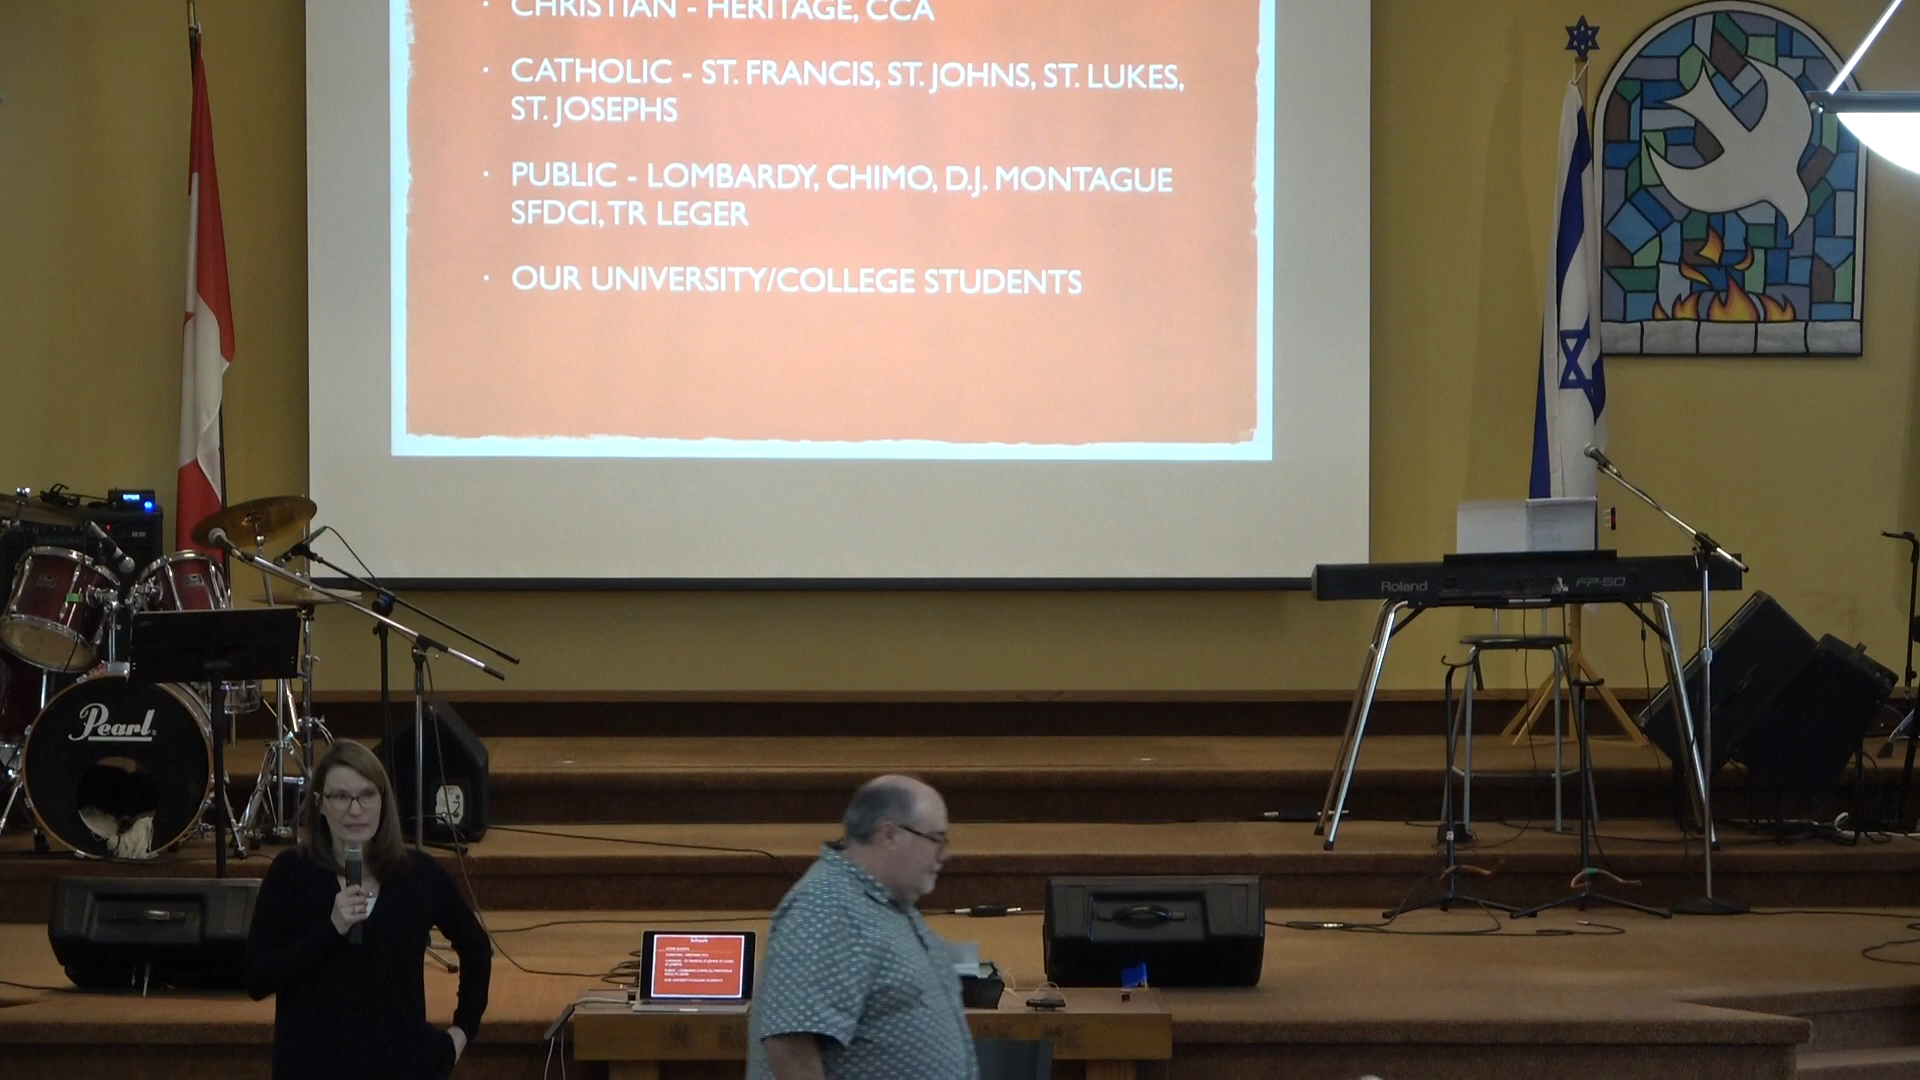 CHRISTIAN - HERITAGE, CCA
CATHOLIC - ST. FRANCIS, ST. JOHNS, ST. LUKES,
ST. JOSEPHS
PUBLIC - LOMBARDY, CHIMO, D.J. MONTAGUE
SFDCI, TR LEGER
OUR UNIVERSITY/COLLEGE STUDENTS
Roland
FP-50
Pearl
Schools